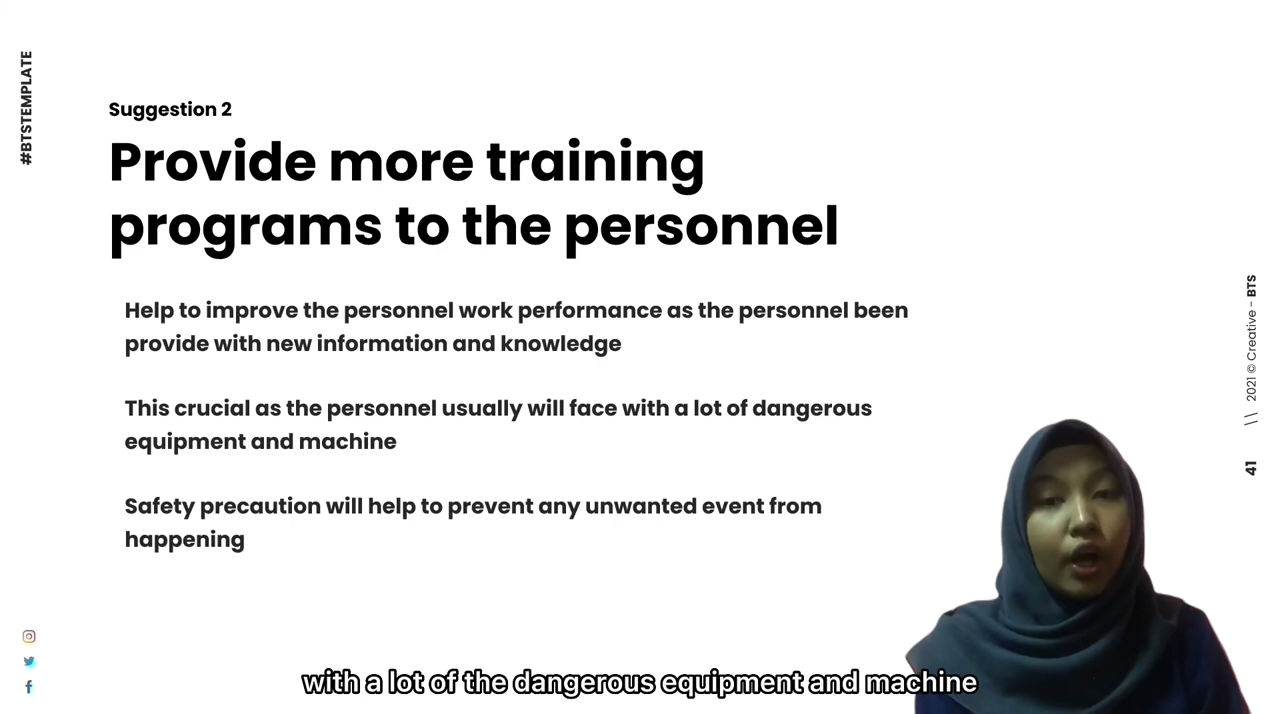 #BTSTEMPLATE
Suggestion 2
Provide more training
programs to the personnel
Help to improve the personnel work performance as the personnel been
provide with new information and knowledge
This crucial as the personnel usually will face with a lot of dangerous
equipment and machine
Safety precaution will help to prevent any unwanted event from
happening
41 \\ 2021 © Creative - BTS
with a lot of the dangerous equipment and machine